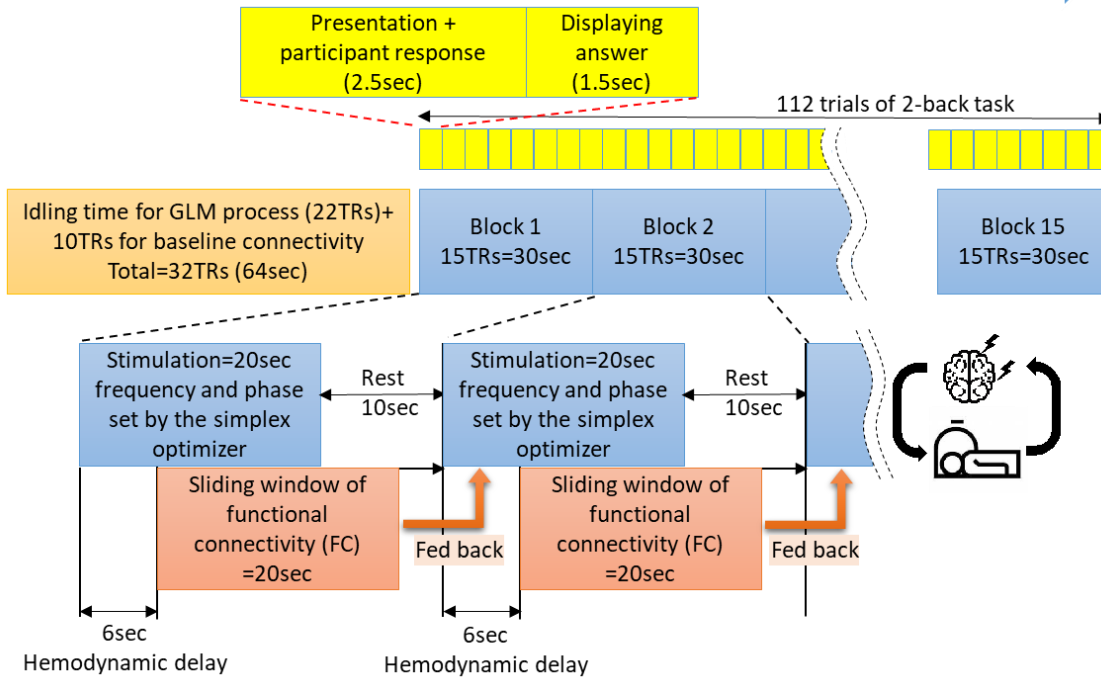 Presentation +
participant response
(2.5sec)
Displaying
answer
(1.5sec)
112 trials of 2-back task
Idling time for GLM process (22TRs)+
10TRs for baseline connectivity
Total=32TRs (64sec)
Block 1
15TRs=30sec
Block 2
15TRs=30sec
Block 15
15TRs=30sec
Stimulation=20sec
frequency and phase
set by the simplex
optimizer
Rest
10sec
Stimulation=20sec
frequency and phase
set by the simplex
optimizer
Rest
10sec
Sliding window of
functional
connectivity (FC)
=20sec
Fed back
Sliding window of
functional
connectivity (FC)
=20sec
Fed back
6sec
Hemodynamic delay
6sec
Hemodynamic delay